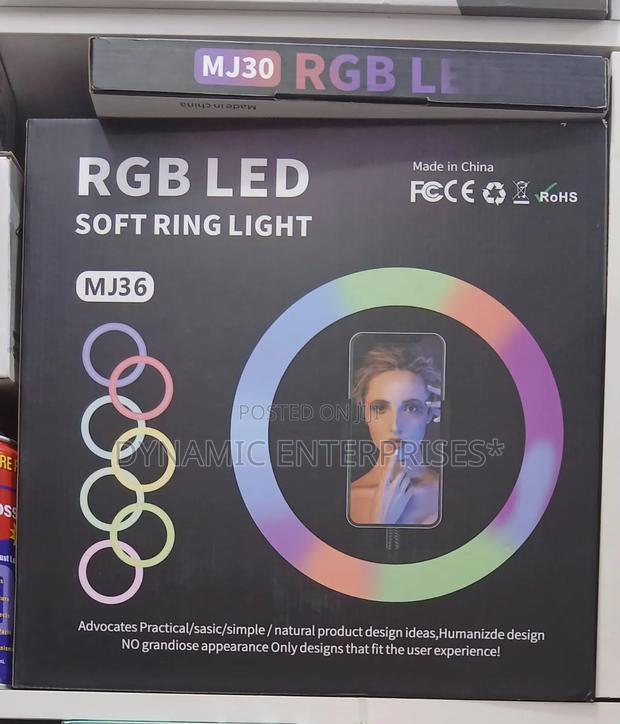 MJ30 RGB LED
Made in china
RGB LED
SOFT RING LIGHT
Made in China
FCC CE RoHS
MJ36
POSTED ON JIJI
DYNAMIC ENTERPRISES*
Advocates Practical/sasic/simple / natural product design ideas,Humanizde design
NO grandiose appearance Only designs that fit the user experience!